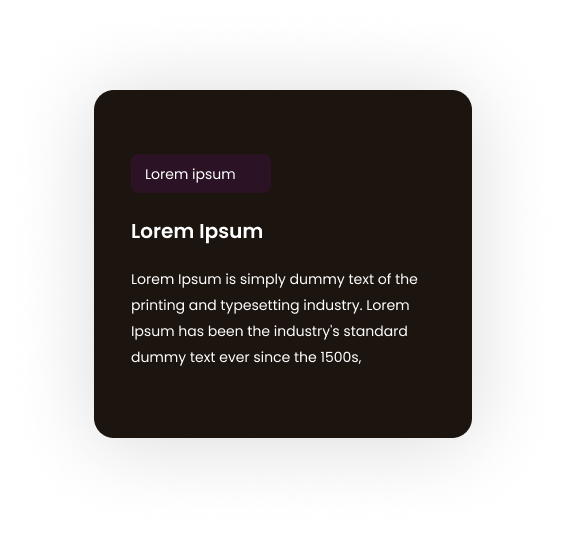 Lorem ipsum
Lorem Ipsum
Lorem Ipsum is simply dummy text of the
printing and typesetting industry. Lorem
Ipsum has been the industry's standard
dummy text ever since the 1500s,